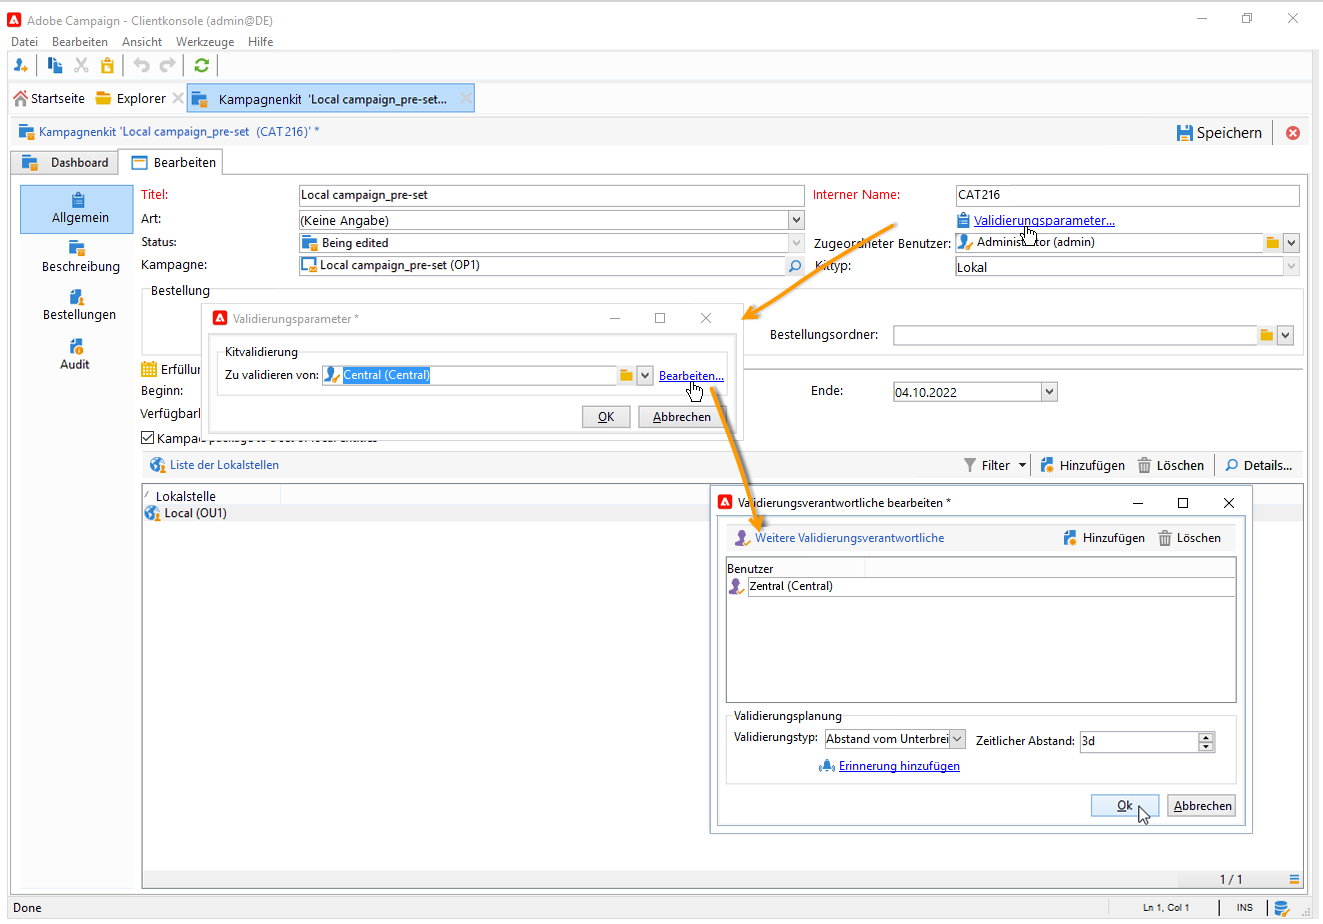 Adobe Campaign - Clientkonsole (admin@DE)
Datei Bearbeiten Ansicht Werkzeuge Hilfe
Startseite Explorer Kampagnenkit 'Local campaign_pre-set...
Kampagnenkit 'Local campaign_pre-set (CAT216)' *
Speichern
Dashboard Bearbeiten
Allgemein
Beschreibung
Bestellungen
Audit
Titel: Local campaign_pre-set Interner Name: CAT216
Art: (Keine Angabe) Validierungsparameter...
Status: Being edited Zugeordneter Benutzer: Administrator (admin)
Kampagne: Local campaign_pre-set (OP1) Kittyp: Lokal
Bestellung
Bestellungsordner:
Erfüllun
Beginn: Ende: 04.10.2022
Verfügbark
Validierungsparameter *
Kitvalidierung
Zu validieren von: Central (Central) Bearbeiten...
OK Abbrechen
Liste der Lokalstellen Filter Hinzufügen Löschen Details...
Lokalstelle
Local (OU1)
Validierungsverantwortliche bearbeiten *
Weitere Validierungsverantwortliche Hinzufügen Löschen
Benutzer
Zentral (Central)
Validierungsplanung
Validierungstyp: Abstand vom Unterbrei Zeitlicher Abstand: 3d
Erinnerung hinzufügen
Ok Abbrechen
1 / 1
Done Ln 1, Col 1 INS